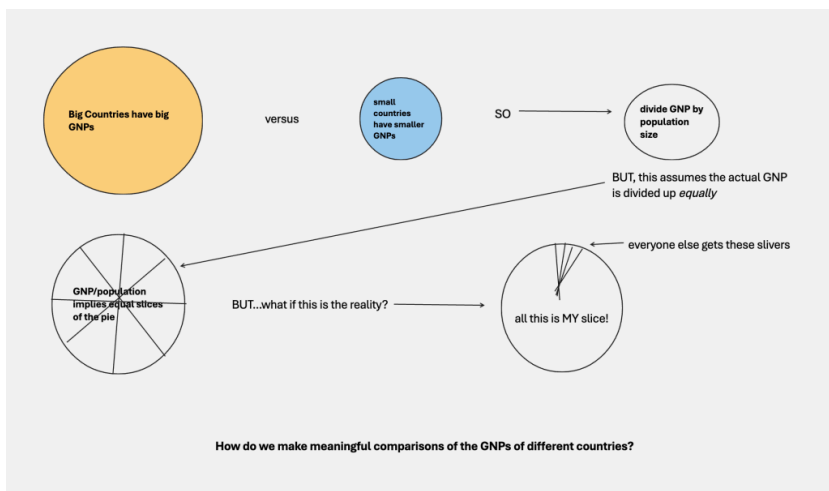 Big Countries have big
GNPs
versus
small
countries
have smaller
GNPs
SO
divide GNP by
population
size
BUT, this assumes the actual GNP
is divided up equally
everyone else gets these slivers
GNP/population
implies equal slices
of the pie
BUT...what if this is the reality?
all this is MY slice!
How do we make meaningful comparisons of the GNPs of different countries?